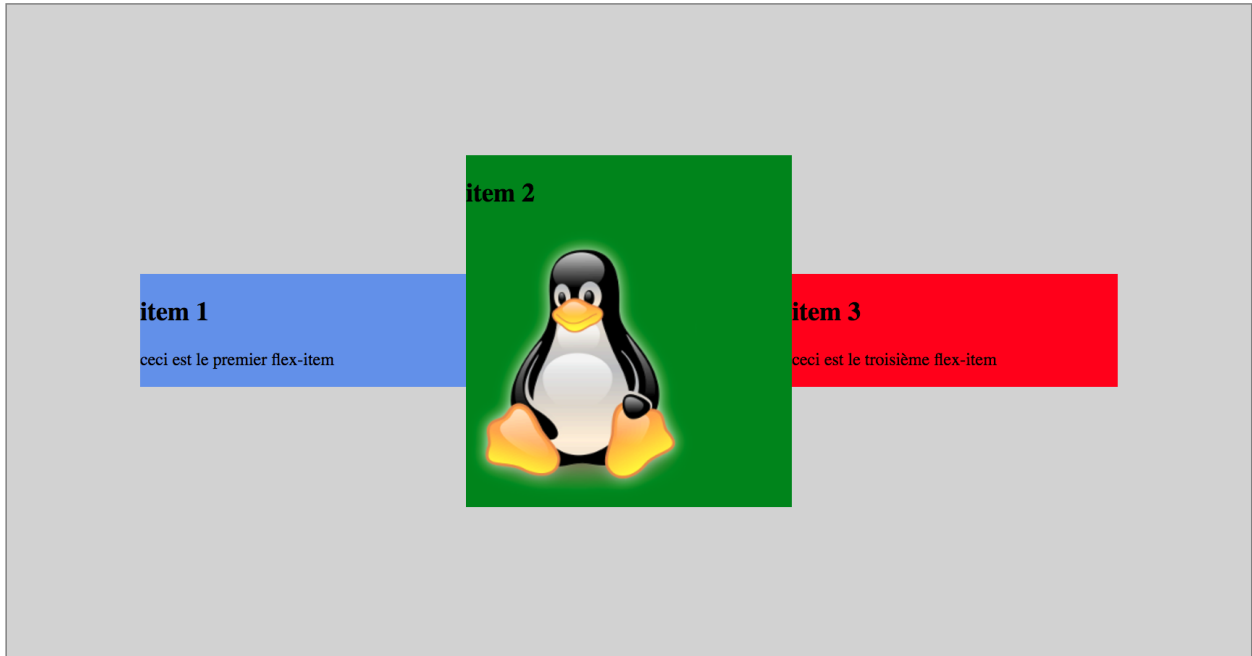 item 1
ceci est le premier flex-item
item 2
item 3
ceci est le troisième flex-item